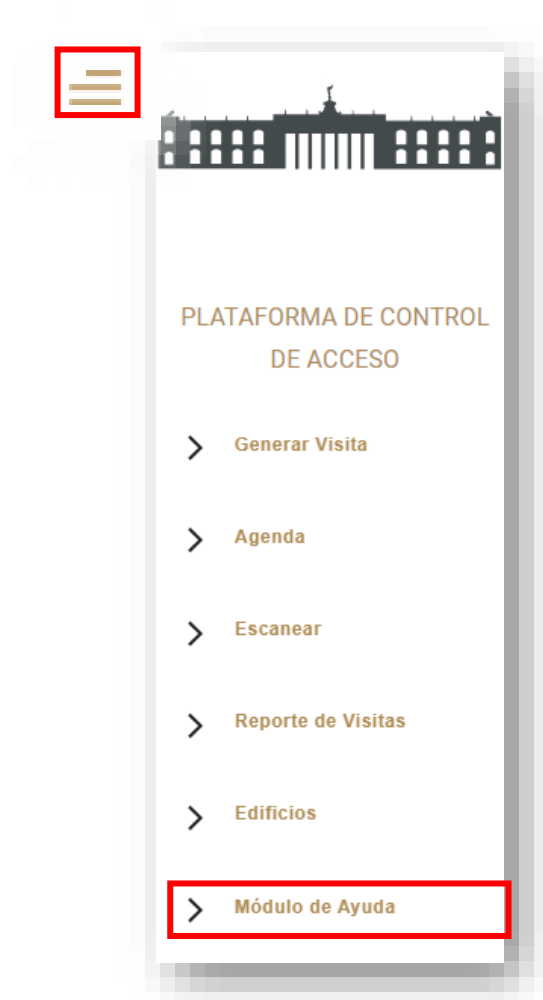 PLATAFORMA DE CONTROL
DE ACCESO
Generar Visita
Agenda
Escanear
Reporte de Visitas
Edificios
Módulo de Ayuda